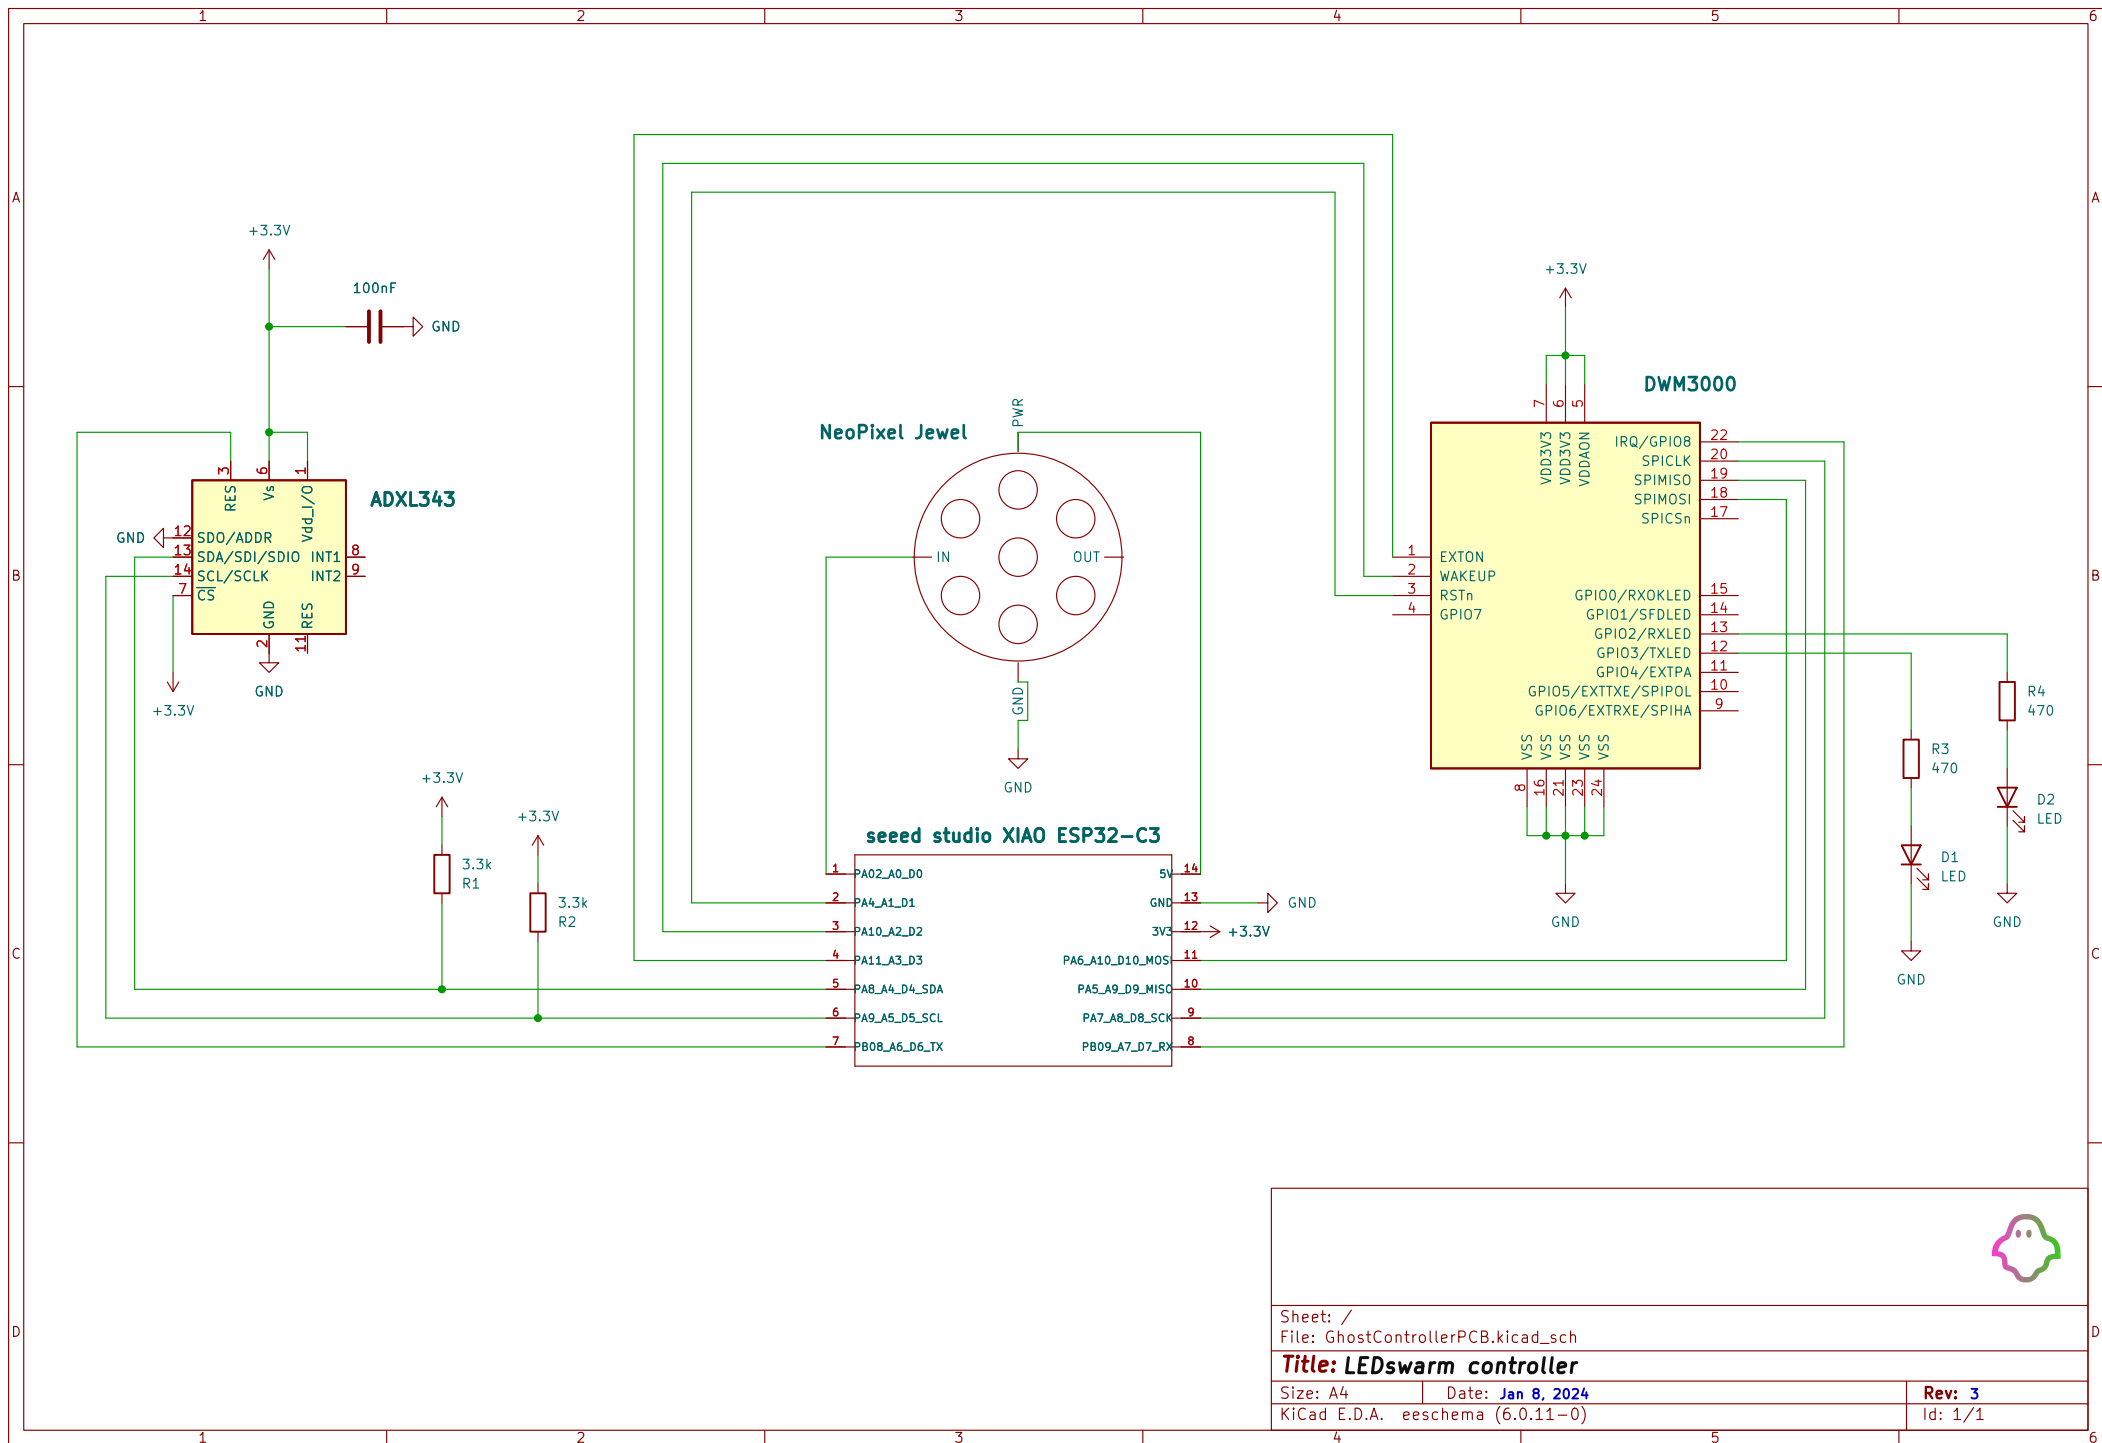 1 2 3 4 5 6
A A
B B
C C
D D
+3.3V
100nF
GND
3 6 1
RES Vs Vdd_I/O
ADXL343
GND
12 SDO/ADDR
13 SDA/SDI/SDIO INT1 8
14 SCL/SCLK INT2 9
7 CS
GND RES
2 11
GND
+3.3V
+3.3V
3.3k
R1
+3.3V
3.3k
R2
NeoPixel Jewel
PWR
IN OUT
GND
GND
seeed studio XIAO ESP32-C3
1 PA02_A0_D0 5V 14
2 PA4_A1_D1 GND 13 GND
3 PA10_A2_D2 3V3 12 +3.3V
4 PA11_A3_D3 PA6_A10_D10_MOSI 11
5 PA8_A4_D4_SDA PA5_A9_D9_MISO 10
6 PA9_A5_D5_SCL PA7_A8_D8_SCK 9
7 PB08_A6_D6_TX PB09_A7_D7_RX 8
+3.3V
DWM3000
7 6 5
VDD3V3 VDD3V3 VDDAON
IRQ/GPIO8 22
SPICLK 20
SPIMISO 19
SPIMOSI 18
SPICSn 17
1 EXTON
2 WAKEUP
3 RSTn
4 GPIO7
GPIO0/RXOKLED 15
GPIO1/SFDLED 14
GPIO2/RXLED 13
GPIO3/TXLED 12
GPIO4/EXTPA 11
GPIO5/EXTTXE/SPIPOL 10
GPIO6/EXTRXE/SPIHA 9
VSS VSS VSS VSS VSS
8 16 21 23 24
GND
R4
470
R3
470
D2
LED
D1
LED
GND
GND
Sheet: /
File: GhostControllerPCB.kicad_sch
Title: LEDswarm controller
Size: A4 Date: Jan 8, 2024 Rev: 3
KiCad E.D.A. eeschema (6.0.11-0) Id: 1/1
1 2 3 4 5 6